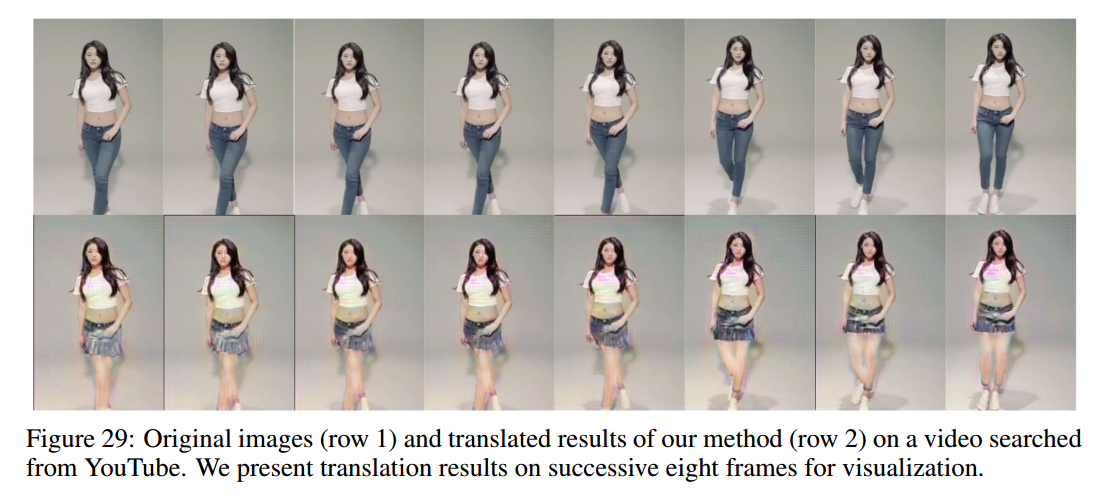 Figure 29: Original images (row 1) and translated results of our method (row 2) on a video searched
from YouTube. We present translation results on successive eight frames for visualization.